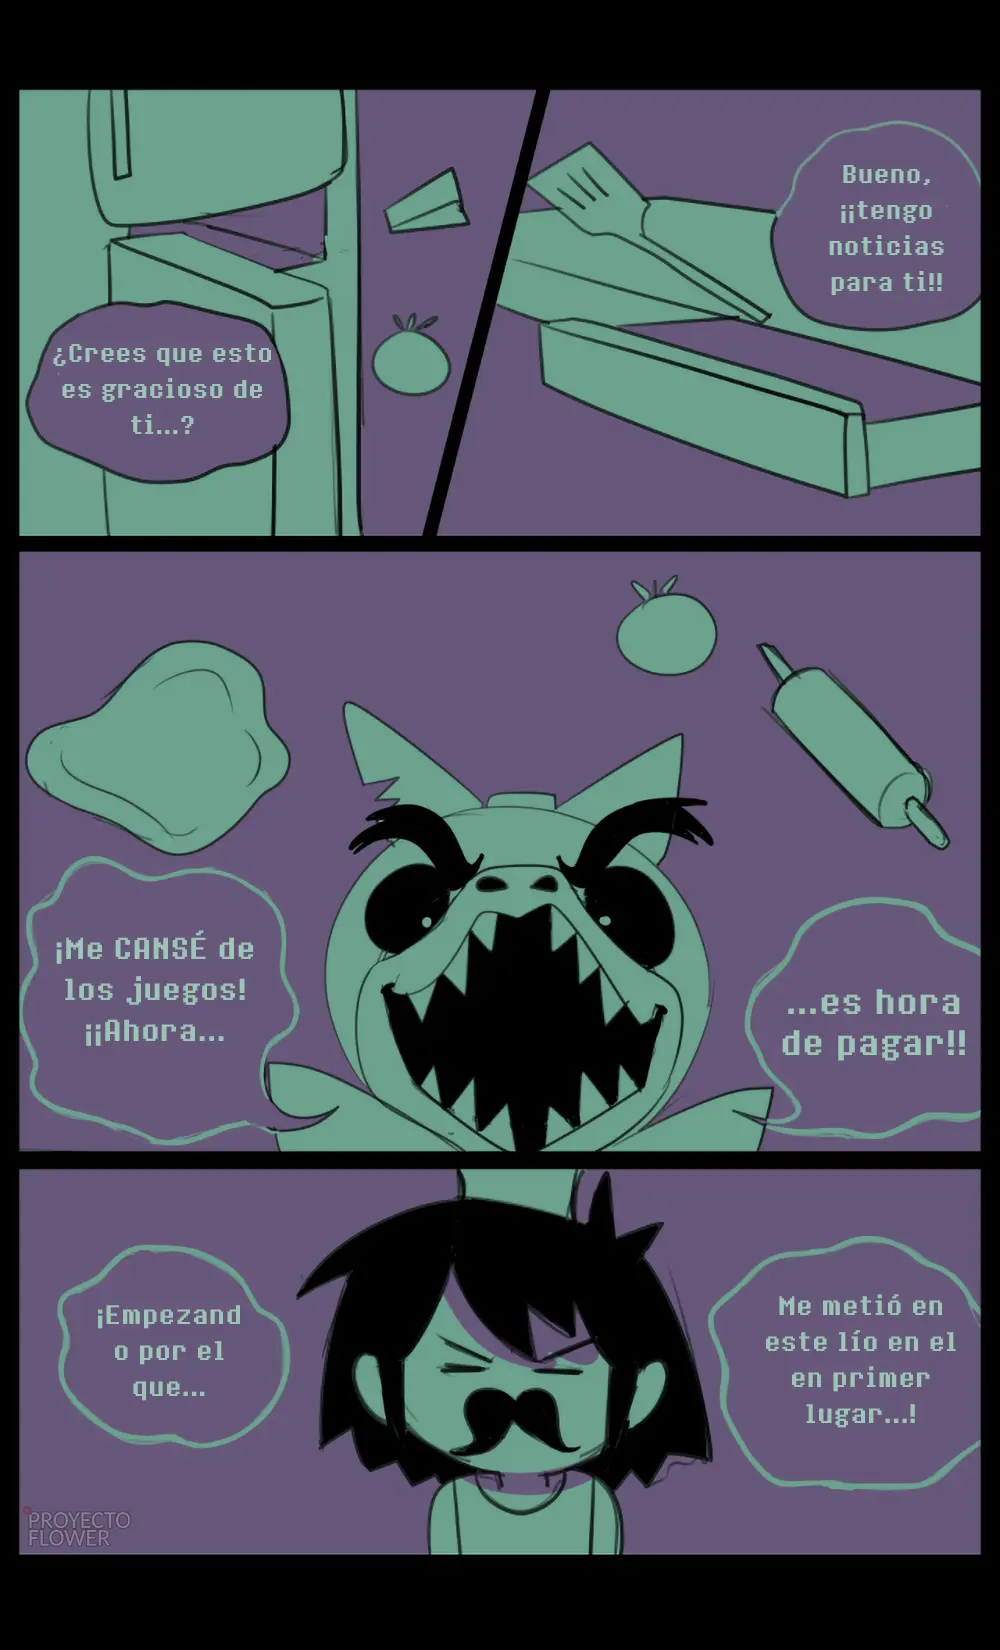 ¿Crees que esto
es gracioso de
ti...?
Bueno,
¡¡tengo
noticias
para ti!!
¡Me CANSÉ de
los juegos!
¡¡Ahora...
...es hora
de pagar!!
¡Empezand
o por el
que...
Me metió en
este lío en el
en primer
lugar...!
PROYECTO
FLOWER